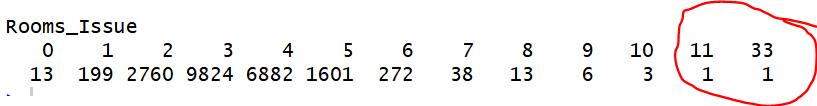 Rooms_Issue
0 1 2 3 4 5 6 7 8 9 10 11 33
13 199 2760 9824 6882 1601 272 38 13 6 3 1 1